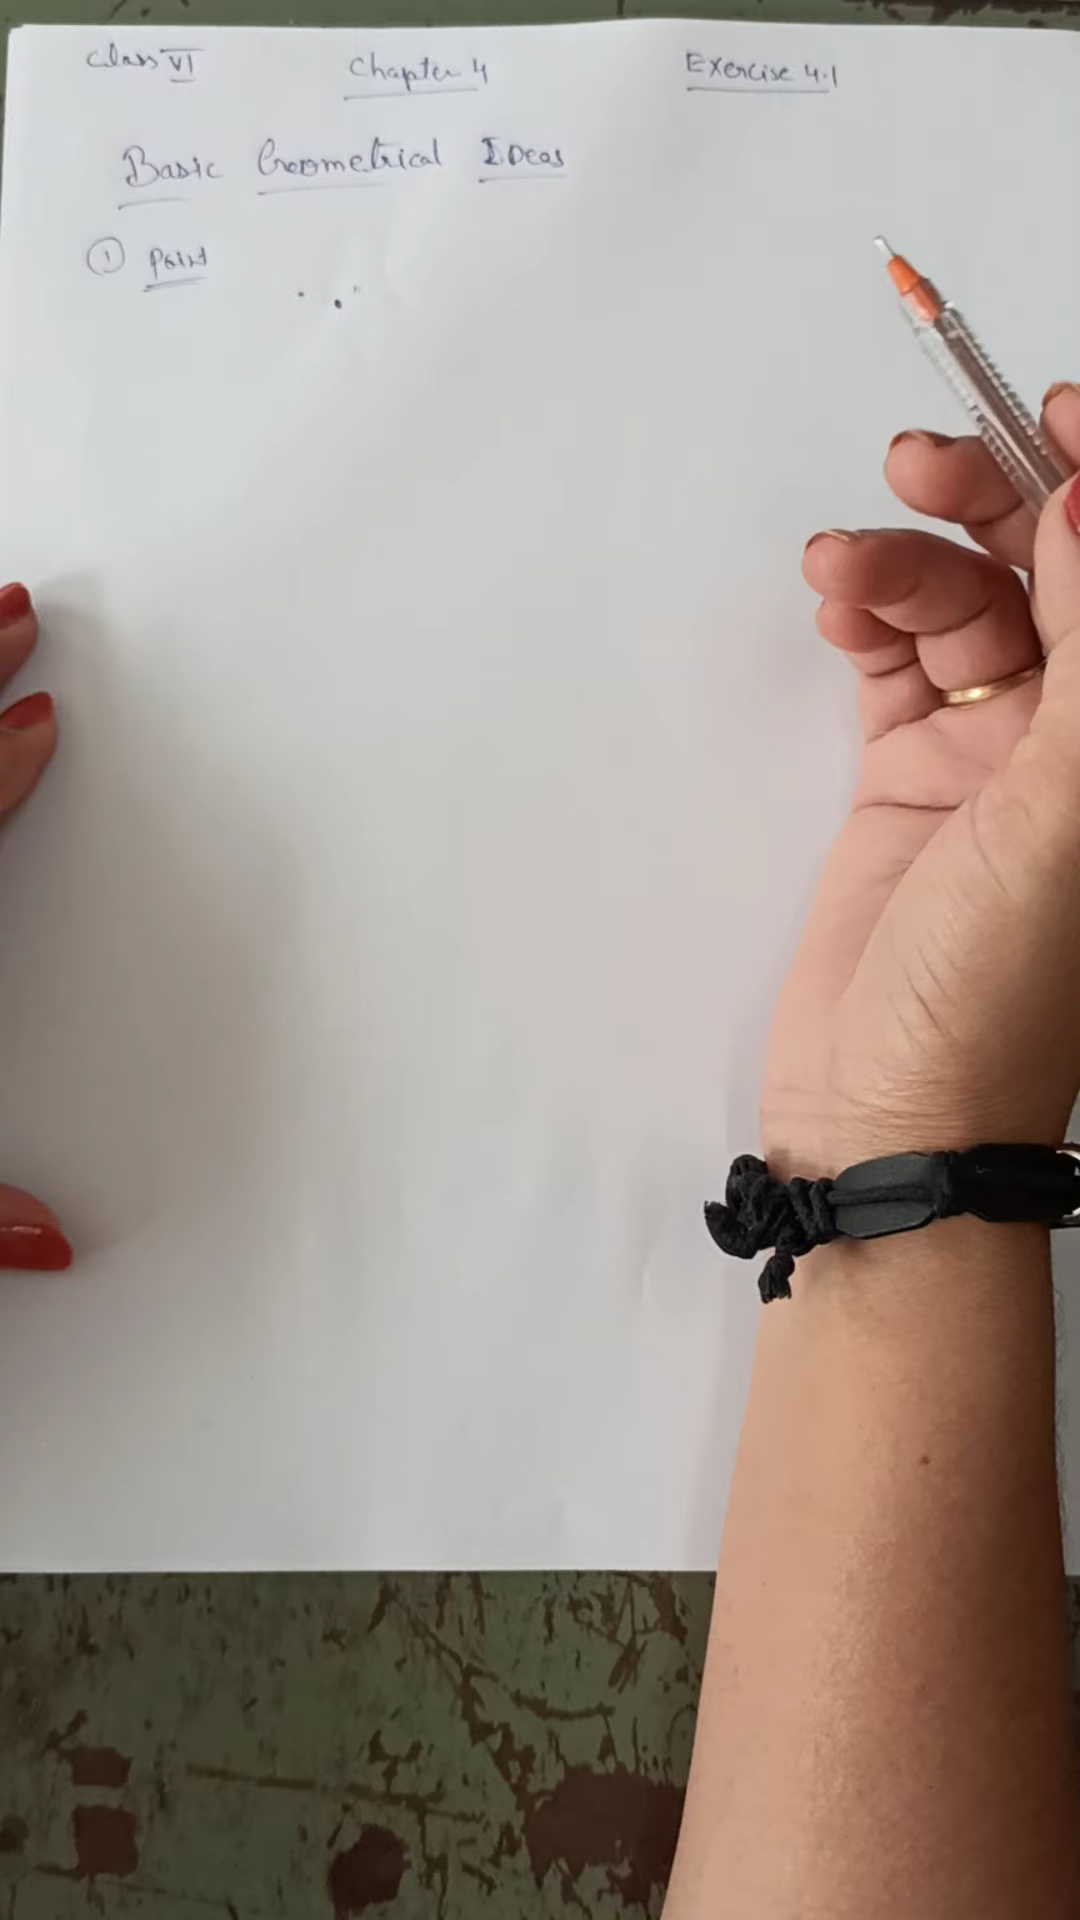 Class VI Chapter 4 Exercise 4.1
Basic Geometrical Ideas
① Point